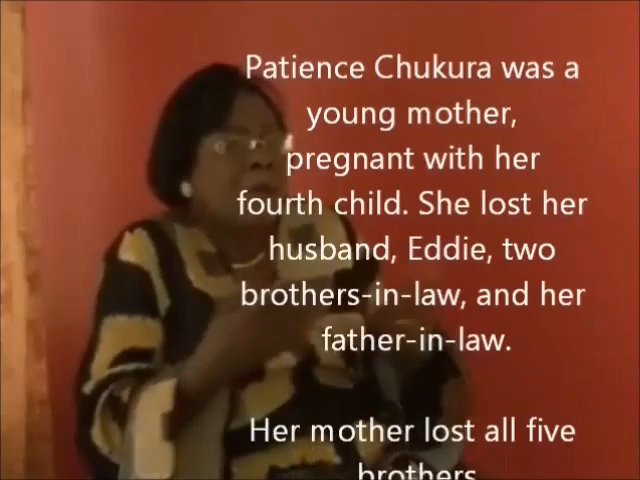 Patience Chukura was a
young mother,
pregnant with her
fourth child. She lost her
husband, Eddie, two
brothers-in-law, and her
father-in-law.
Her mother lost all five
brothers